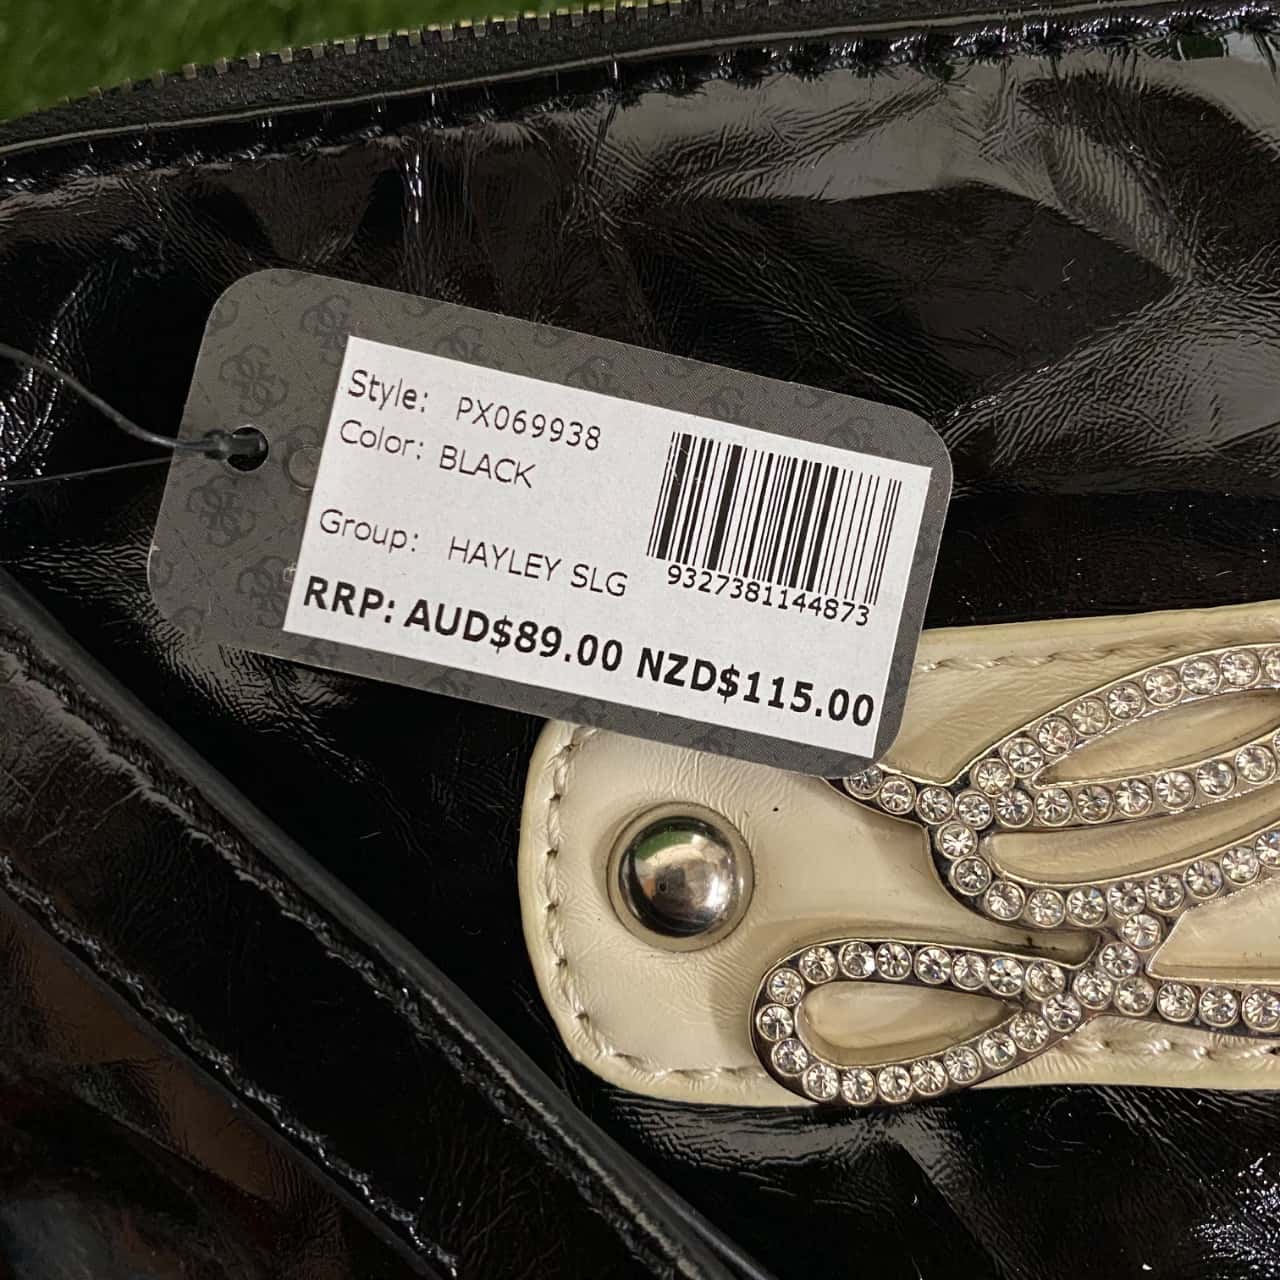 Style: PX069938
Color: BLACK
Group: HAYLEY SLG
9327381144873
RRP: AUD$89.00 NZD$115.00